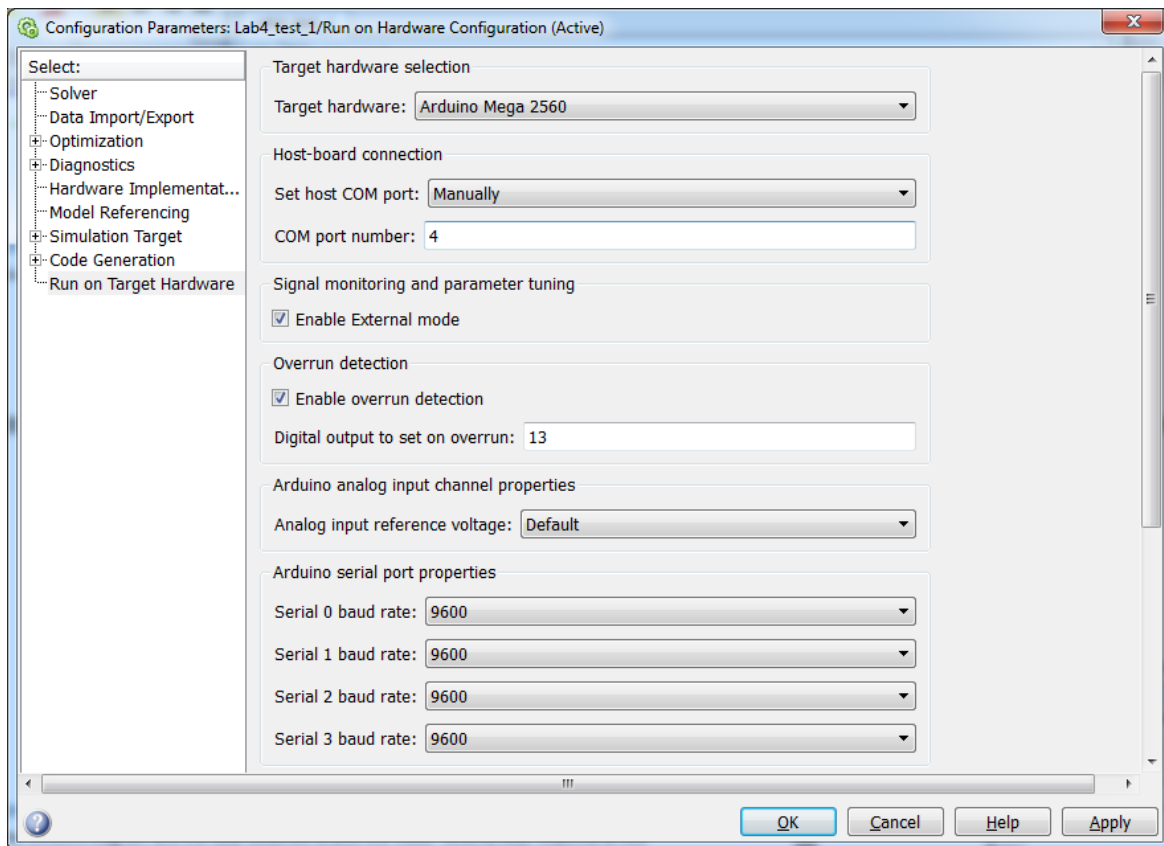 Configuration Parameters: Lab4_test_1/Run on Hardware Configuration (Active)
Select:
Solver
Data Import/Export
Optimization
Diagnostics
Hardware Implementat...
Model Referencing
Simulation Target
Code Generation
Run on Target Hardware
Target hardware selection
Target hardware: Arduino Mega 2560
Host-board connection
Set host COM port: Manually
COM port number: 4
Signal monitoring and parameter tuning
Enable External mode
Overrun detection
Enable overrun detection
Digital output to set on overrun: 13
Arduino analog input channel properties
Analog input reference voltage: Default
Arduino serial port properties
Serial 0 baud rate: 9600
Serial 1 baud rate: 9600
Serial 2 baud rate: 9600
Serial 3 baud rate: 9600
OK Cancel Help Apply